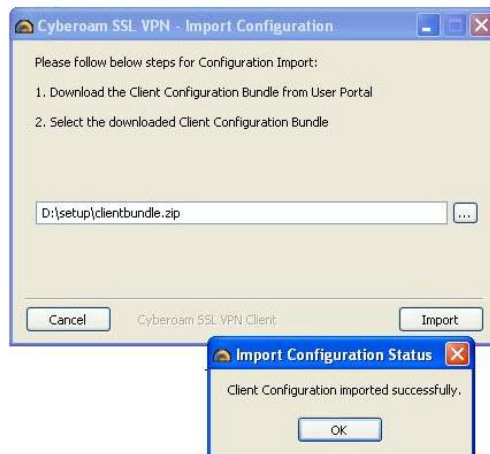 Cyberoam SSL VPN - Import Configuration
Please follow below steps for Configuration Import:
1. Download the Client Configuration Bundle from User Portal
2. Select the downloaded Client Configuration Bundle
D:\setup\clientbundle.zip
...
Cancel
Cyberoam SSL VPN Client
Import
Import Configuration Status
Client Configuration imported successfully.
OK